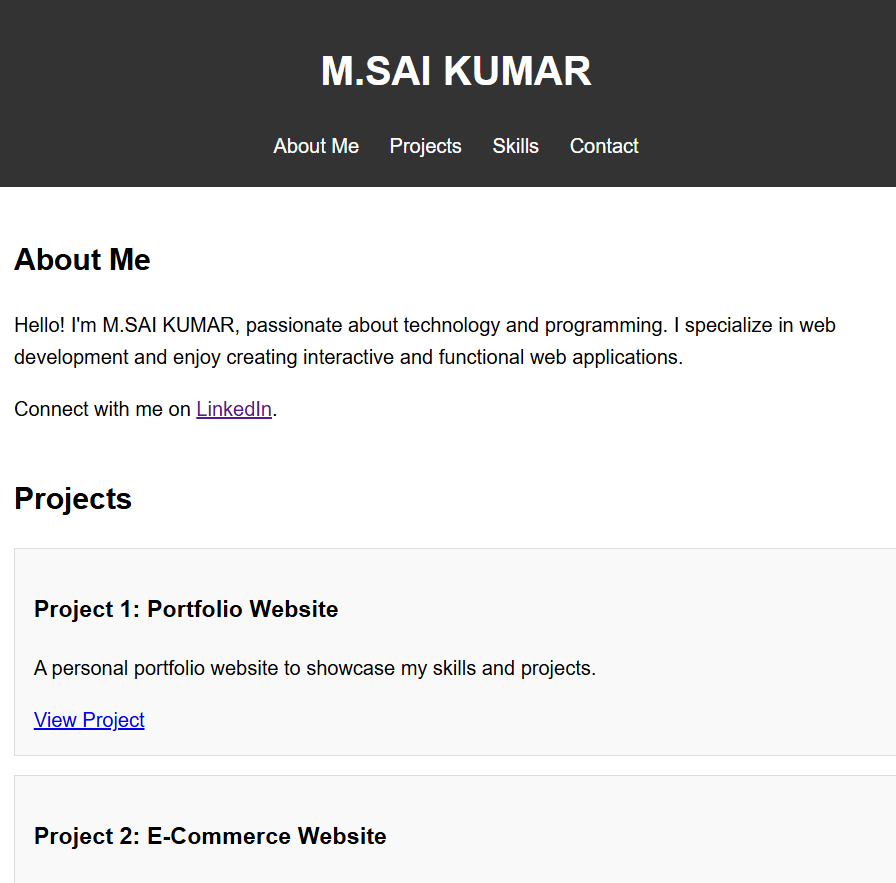 M.SAI KUMAR
About Me Projects Skills Contact
About Me
Hello! I'm M.SAI KUMAR, passionate about technology and programming. I specialize in web
development and enjoy creating interactive and functional web applications.
Connect with me on LinkedIn.
Projects
Project 1: Portfolio Website
A personal portfolio website to showcase my skills and projects.
View Project
Project 2: E-Commerce Website